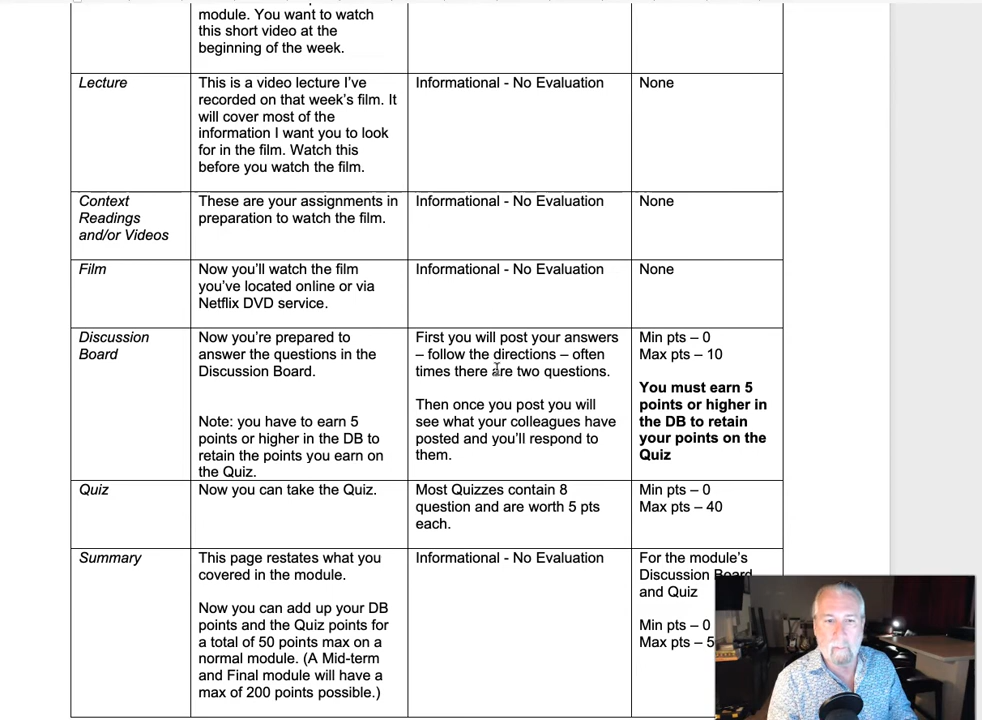 module. You want to watch
this short video at the
beginning of the week.
Lecture
This is a video lecture I've
recorded on that week's film. It
will cover most of the
information I want you to look
for in the film. Watch this
before you watch the film.
Informational - No Evaluation
None
Context
Readings
and/or Videos
These are your assignments in
preparation to watch the film.
Informational - No Evaluation
None
Film
Now you'll watch the film
you've located online or via
Netflix DVD service.
Informational - No Evaluation
None
Discussion
Board
Now you're prepared to
answer the questions in the
Discussion Board.
Note: you have to earn 5
points or higher in the DB to
retain the points you earn on
the Quiz.
First you will post your answers
– follow the directions – often
times there are two questions.
Then once you post you will
see what your colleagues have
posted and you'll respond to
them.
Min pts – 0
Max pts – 10
You must earn 5
points or higher in
the DB to retain
your points on the
Quiz
Quiz
Now you can take the Quiz.
Most Quizzes contain 8
question and are worth 5 pts
each.
Min pts – 0
Max pts – 40
Summary
This page restates what you
covered in the module.
Now you can add up your DB
points and the Quiz points for
a total of 50 points max on a
normal module. (A Mid-term
and Final module will have a
max of 200 points possible.)
Informational - No Evaluation
For the module's
Discussion Board
and Quiz
Min pts – 0
Max pts – 5